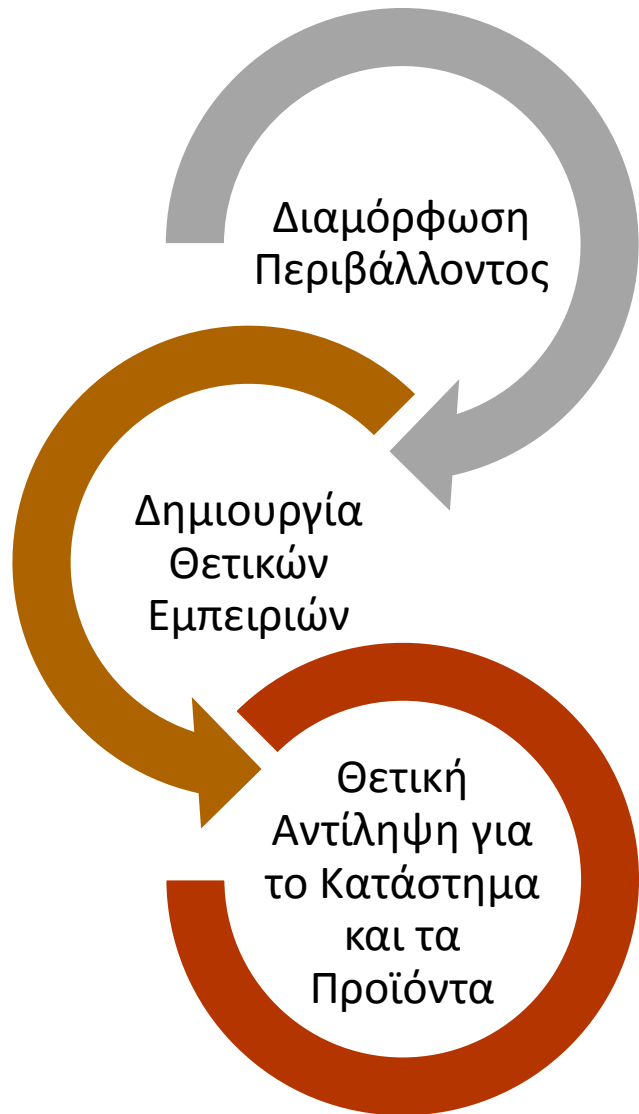 Διαμόρφωση
Περιβάλλοντος
Δημιουργία
Θετικών
Εμπειριών
Θετική
Αντίληψη για
το Κατάστημα
και τα
Προϊόντα